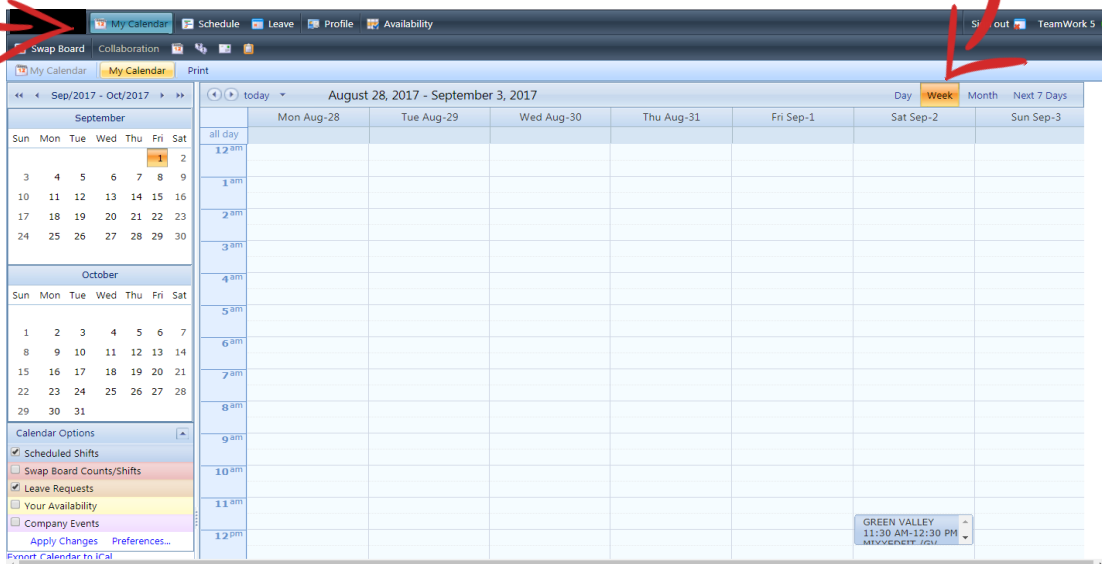 My Calendar Schedule Leave Profile Availability Sign out TeamWork 5
Swap Board Collaboration
My Calendar My Calendar Print
Sep/2017 - Oct/2017
today August 28, 2017 - September 3, 2017 Day Week Month Next 7 Days
September
Sun Mon Tue Wed Thu Fri Sat
1 2
3 4 5 6 7 8 9
10 11 12 13 14 15 16
17 18 19 20 21 22 23
24 25 26 27 28 29 30
October
Sun Mon Tue Wed Thu Fri Sat
1 2 3 4 5 6 7
8 9 10 11 12 13 14
15 16 17 18 19 20 21
22 23 24 25 26 27 28
29 30 31
Calendar Options
Scheduled Shifts
Swap Board Counts/Shifts
Leave Requests
Your Availability
Company Events
Apply Changes Preferences...
Export Calendar to iCal
Mon Aug-28 Tue Aug-29 Wed Aug-30 Thu Aug-31 Fri Sep-1 Sat Sep-2 Sun Sep-3
all day
12 am
1 am
2 am
3 am
4 am
5 am
6 am
7 am
8 am
9 am
10 am
11 am
12 pm
GREEN VALLEY
11:30 AM-12:30 PM
MIXXEDFIT /GV